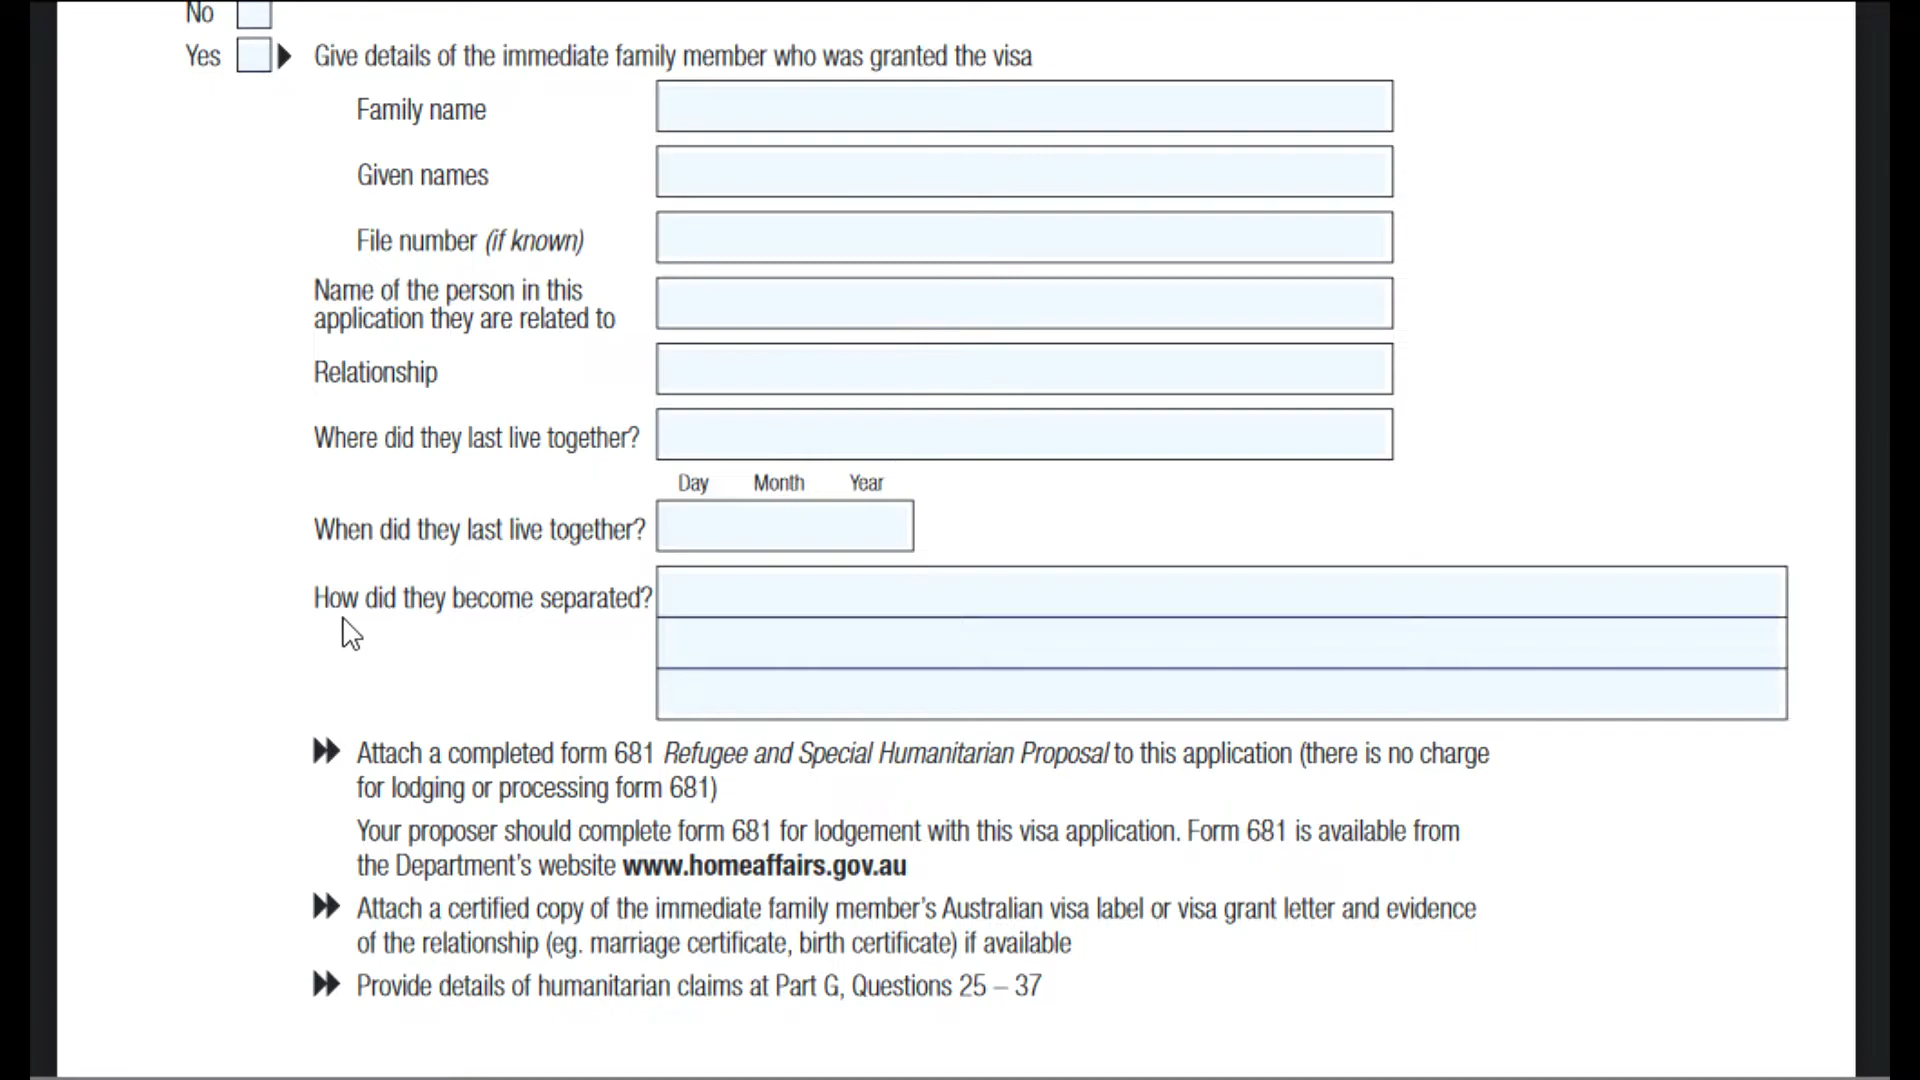 No
Yes Give details of the immediate family member who was granted the visa
Family name
Given names
File number (if known)
Name of the person in this
application they are related to
Relationship
Where did they last live together?
Day Month Year
When did they last live together?
How did they become separated?
Attach a completed form 681 Refugee and Special Humanitarian Proposal to this application (there is no charge
for lodging or processing form 681)
Your proposer should complete form 681 for lodgement with this visa application. Form 681 is available from
the Department’s website www.homeaffairs.gov.au
Attach a certified copy of the immediate family member’s Australian visa label or visa grant letter and evidence
of the relationship (eg. marriage certificate, birth certificate) if available
Provide details of humanitarian claims at Part G, Questions 25 – 37